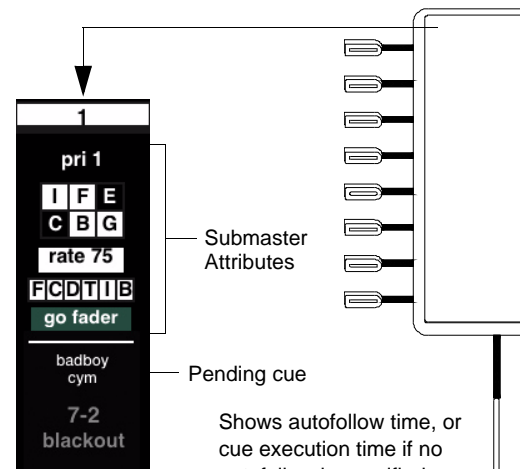 1
pri 1
I F E
C B G
rate 75
F C D T I B
go fader
Submaster
Attributes
badboy
cym
Pending cue
7-2
blackout
Shows autofollow time, or
cue execution time if no